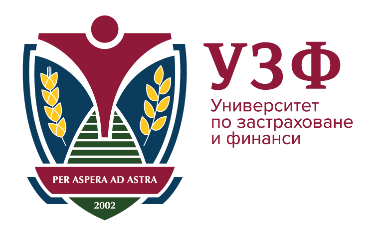 УЗФ
Университет
по застраховане
и финанси
PER ASPERA AD ASTRA
2002